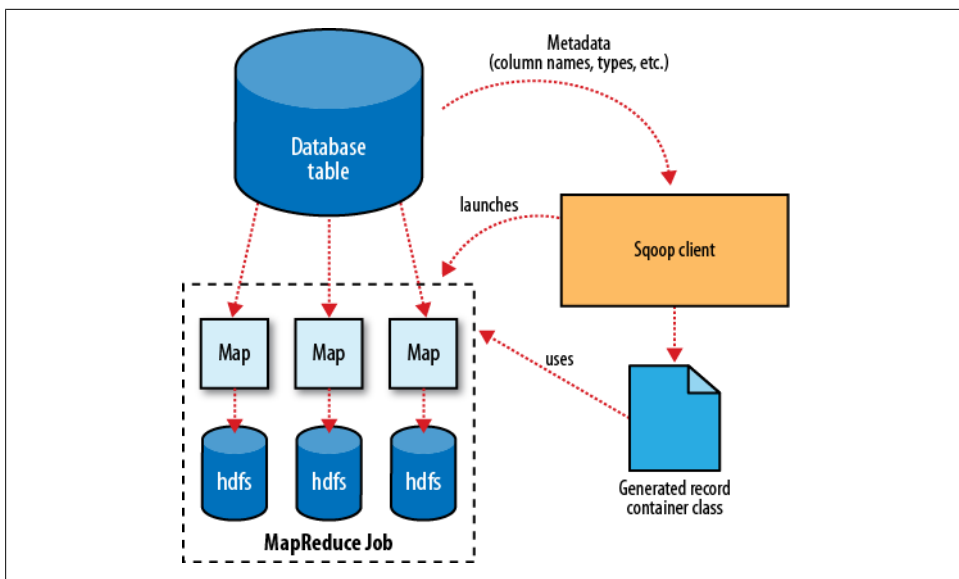 Metadata
(column names, types, etc.)
Database
table
launches
Sqoop client
Map
Map
Map
uses
hdfs
hdfs
hdfs
Generated record
container class
MapReduce Job